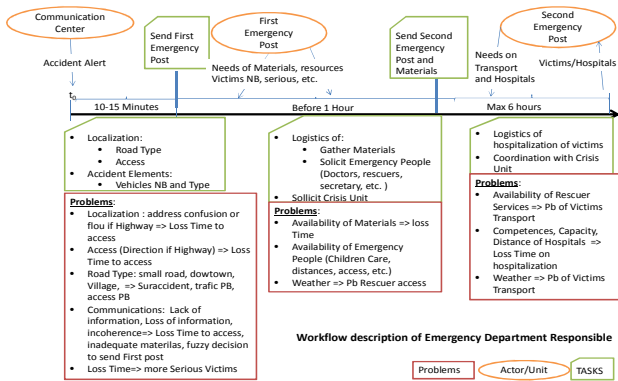 Communication
Center
Send First
Emergency
Post
First
Emergency
Post
Send Second
Emergency
Post and
Materials
Second
Emergency
Post
Accident Alert
Needs of Materials, resources
Victims NB, serious, etc.
Needs on
Transport
and Hospitals
Victims/Hospitals
t0
10-15 Minutes
Before 1 Hour
Max 6 hours
• Localization:
• Road Type
• Access
• Accident Elements:
• Vehicles NB and Type
Problems:
• Localization : address confusion or
flou if Highway => Loss Time to
access
• Access (Direction if Highway) => Loss
Time to access
• Road Type: small road, dowtown,
Village, => Suraccident, trafic PB,
access PB
• Communications: Lack of
information, Loss of information,
incoherence=> Loss Time to access,
inadequate materilas, fuzzy decision
to send First post
• Loss Time=> more Serious Victims
• Logistics of:
• Gather Materials
• Solicit Emergency People
(Doctors, rescuers,
secretary, etc. )
• Sollicit Crisis Unit
Problems:
• Availability of Materials => loss
Time
• Availability of Emergency
People (Children Care,
distances, access, etc.)
• Weather=> Pb Rescuer access
• Logistics of
hospitalization of victims
• Coordination with Crisis
Unit
Problems:
• Availability of Rescuer
Services => Pb of Victims
Transport
• Competences, Capacity,
Distance of Hospitals =>
Loss Time on
hospitalization
• Weather => Pb of Victims
Transport
Workflow description of Emergency Department Responsible
Problems
Actor/Unit
TASKS